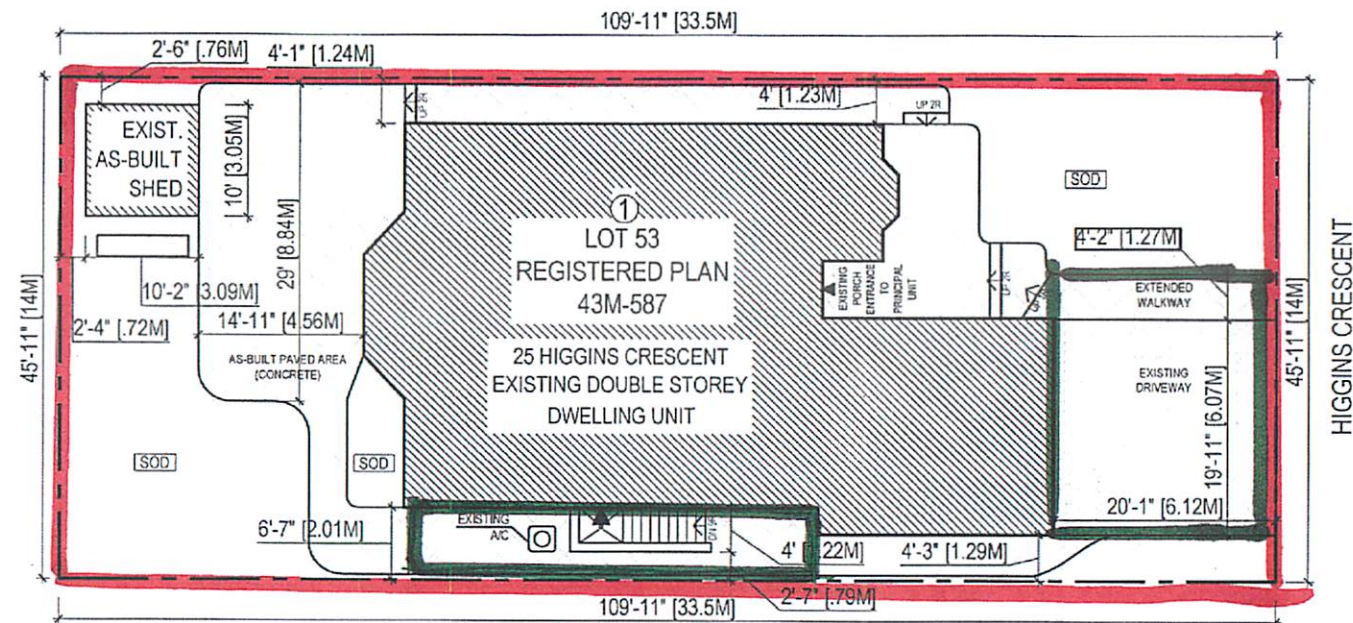 109'-11" [33.5M]
2'-6" [.76M]
4'-1" [1.24M]
4' [1.23M]
UP 2R
UP 2R
EXIST.
AS-BUILT
SHED
10' [3.05M]
SOD
29' [8.84M]
1
LOT 53
REGISTERED PLAN
43M-587
4'-2" [1.27M]
EXISTING
PORCH
ENTRANCE
TO
PRINCIPAL
UNIT
UP 2R
EXTENDED
WALKWAY
45'-11" [14M]
10'-2" [3.09M]
2'-4" [.72M]
14'-11" [4.56M]
AS-BUILT PAVED AREA
(CONCRETE)
25 HIGGINS CRESCENT
EXISTING DOUBLE STOREY
DWELLING UNIT
EXISTING
DRIVEWAY
19'-11" [6.07M]
45'-11" [14M]
HIGGINS CRESCENT
SOD
SOD
20'-1" [6.12M]
6'-7" [2.01M]
EXISTING
A/C
4'
.22M]
4'-3" [1.29M]
2'-7" [.79M]
109'-11" [33.5M]